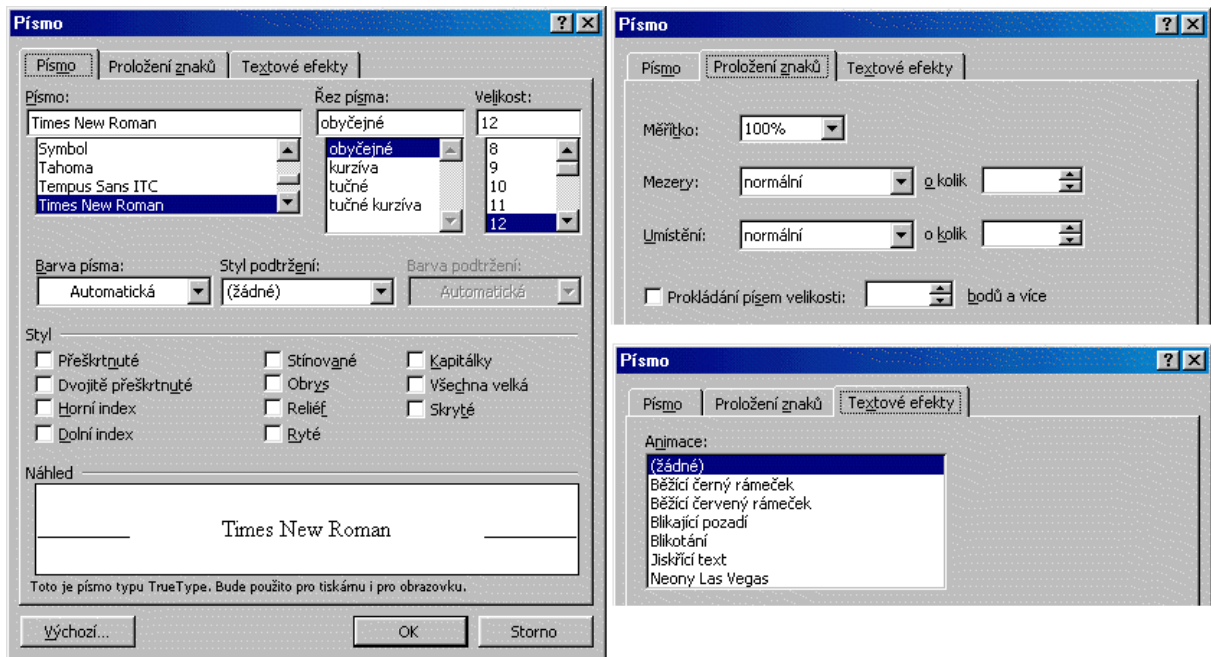 Písmo
Písmo Proložení znaků Textové efekty
Písmo: Řez písma: Velikost:
Times New Roman obyčejné 12
Symbol obyčejné 8
Tahoma kurzíva 9
Tempus Sans ITC tučné 10
Times New Roman tučné kurzíva 11
12
Barva písma: Styl podtržení: Barva podtržení:
Automatická (žádné) Automatická
Styl
Přeškrtnuté Stínované Kapitálky
Dvojitě přeškrtnuté Obrys Všechna velká
Horní index Reliéf Skryté
Dolní index Ryté
Náhled
Times New Roman
Toto je písmo typu TrueType. Bude použito pro tiskárnu i pro obrazovku.
Výchozí... OK Storno
Písmo
Písmo Proložení znaků Textové efekty
Měřítko: 100%
Mezery: normální o kolik
Umístění: normální o kolik
Prokládání písem velikosti: bodů a více
Písmo
Písmo Proložení znaků Textové efekty
Animace:
(žádné)
Běžící černý rámeček
Běžící červený rámeček
Blikající pozadí
Blikotání
Jiskřící text
Neony Las Vegas